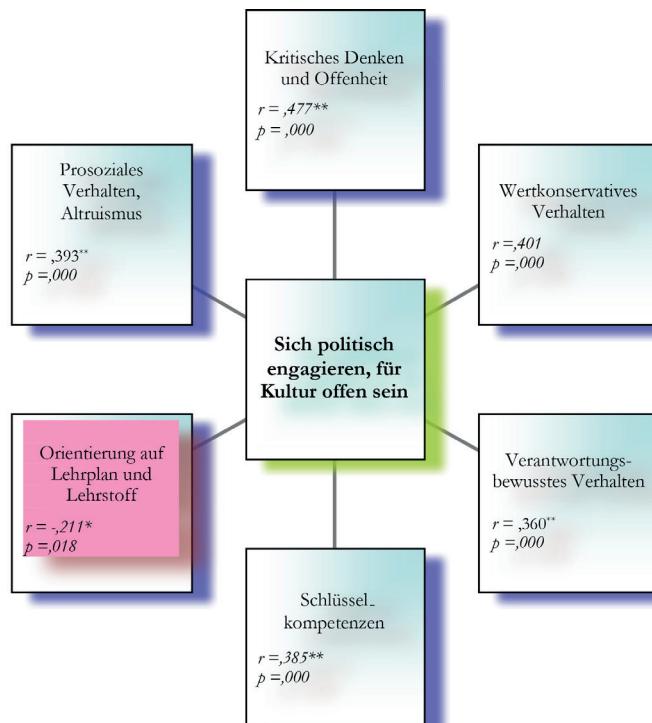 Kritisches Denken
und Offenheit
r = ,477**
p = ,000
Prosoziales
Verhalten,
Altruismus
r = ,393**
p =,000
Wertkonservatives
Verhalten
r =,401
p =,000
Sich politisch
engagieren, für
Kultur offen sein
Orientierung auf
Lehrplan und
Lehrstoff
r = -,211*
p =,018
Verantwortungs-
bewusstes Verhalten
r = ,360**
p =,000
Schlüssel-
kompetenzen
r =,385**
p =,000